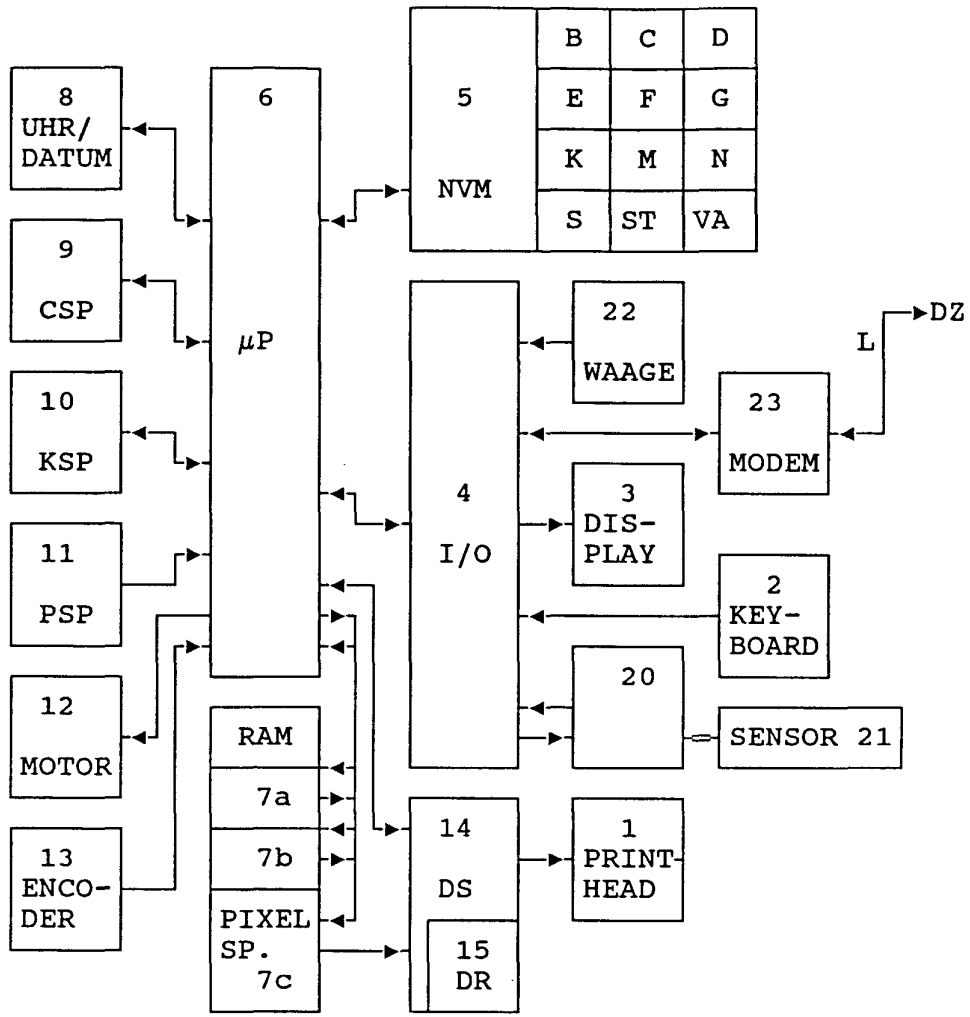 8
UHR/
DATUM
9
CSP
10
KSP
11
PSP
12
MOTOR
13
ENCO-
DER
6
μP
RAM
7a
7b
PIXEL
SP.
7c
5
NVM
B C D
E F G
K M N
S ST VA
4
I/O
22
WAAGE
L
DZ
23
MODEM
3
DIS-
PLAY
2
KEY-
BOARD
20
SENSOR 21
14
DS
15
DR
1
PRINT-
HEAD